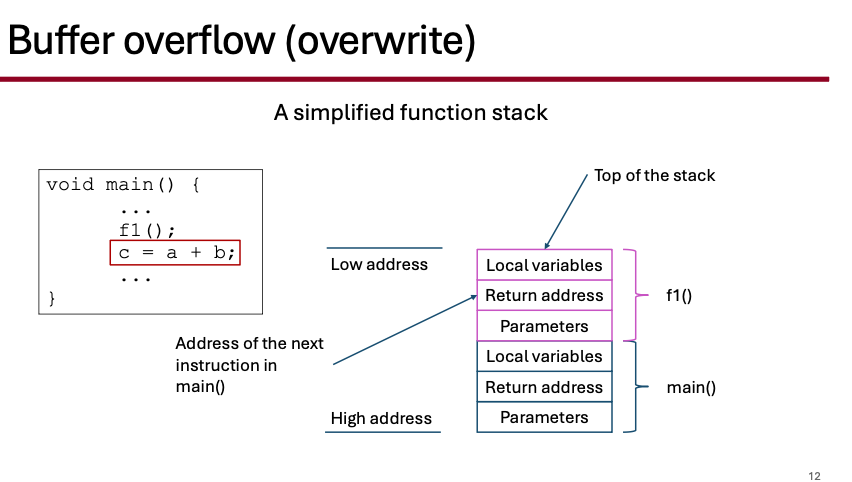 Buffer overflow (overwrite)
A simplified function stack
void main() {
...
f1();
c = a + b;
...
}
Top of the stack
Low address
Local variables
Return address
Parameters
f1()
Address of the next
instruction in
main()
Local variables
Return address
Parameters
main()
High address
12